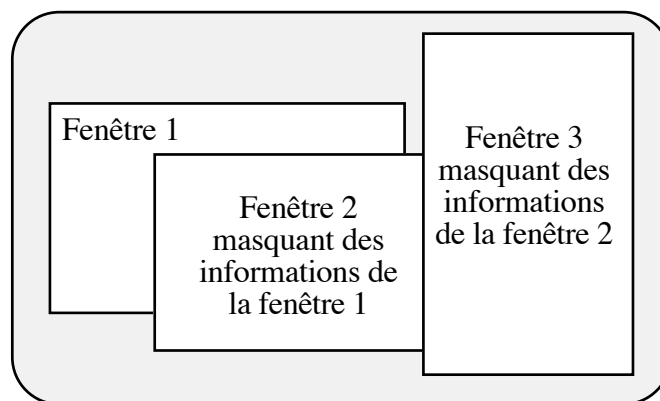 Fenêtre 1
Fenêtre 2
masquant des
informations de
la fenêtre 1
Fenêtre 3
masquant des
informations
de la fenêtre 2